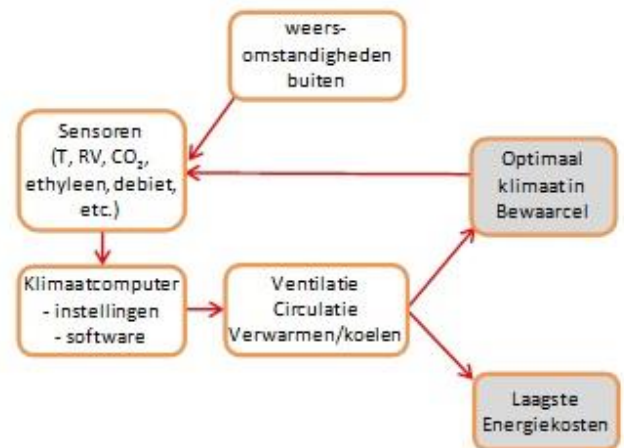 weers-
omstandigheden
buiten
Sensoren
(T, RV, CO₂,
ethyleen, debiet,
etc.)
Optimaal
klimaat in
Bewaarcel
Klimaatcomputer
- instellingen
- software
Ventilatie
Circulatie
Verwarmen/koelen
Laagste
Energiekosten